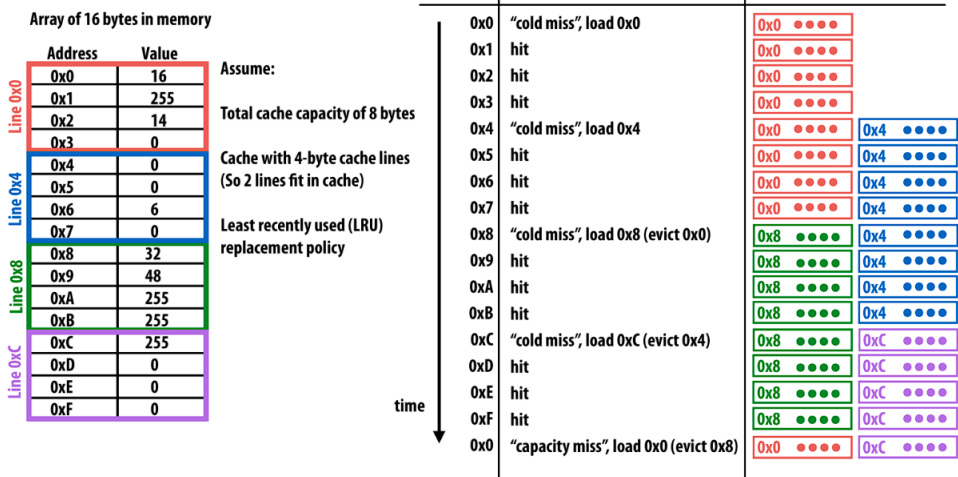 Array of 16 bytes in memory
Address Value
Line 0x0
0x0 16
0x1 255
0x2 14
0x3 0
Line 0x4
0x4 0
0x5 0
0x6 6
0x7 0
Line 0x8
0x8 32
0x9 48
0xA 255
0xB 255
Line 0xC
0xC 255
0xD 0
0xE 0
0xF 0
Assume:
Total cache capacity of 8 bytes
Cache with 4-byte cache lines
(So 2 lines fit in cache)
Least recently used (LRU)
replacement policy
time
0x0 “cold miss”, load 0x0 0x0
0x1 hit 0x0
0x2 hit 0x0
0x3 hit 0x0
0x4 “cold miss”, load 0x4 0x0 0x4
0x5 hit 0x0 0x4
0x6 hit 0x0 0x4
0x7 hit 0x0 0x4
0x8 “cold miss”, load 0x8 (evict 0x0) 0x8 0x4
0x9 hit 0x8 0x4
0xA hit 0x8 0x4
0xB hit 0x8 0x4
0xC “cold miss”, load 0xC (evict 0x4) 0x8 0xC
0xD hit 0x8 0xC
0xE hit 0x8 0xC
0xF hit 0x8 0xC
0x0 “capacity miss”, load 0x0 (evict 0x8) 0x0 0xC